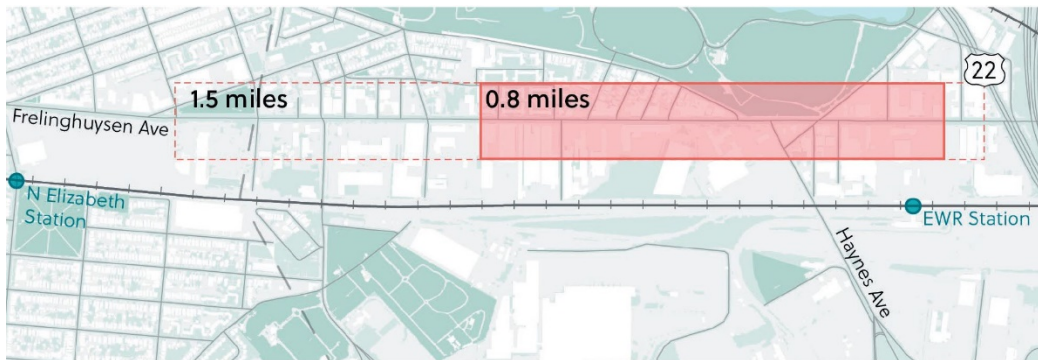 22
1.5 miles
0.8 miles
Frelinghuysen Ave
N Elizabeth
Station
EWR Station
Haynes Ave